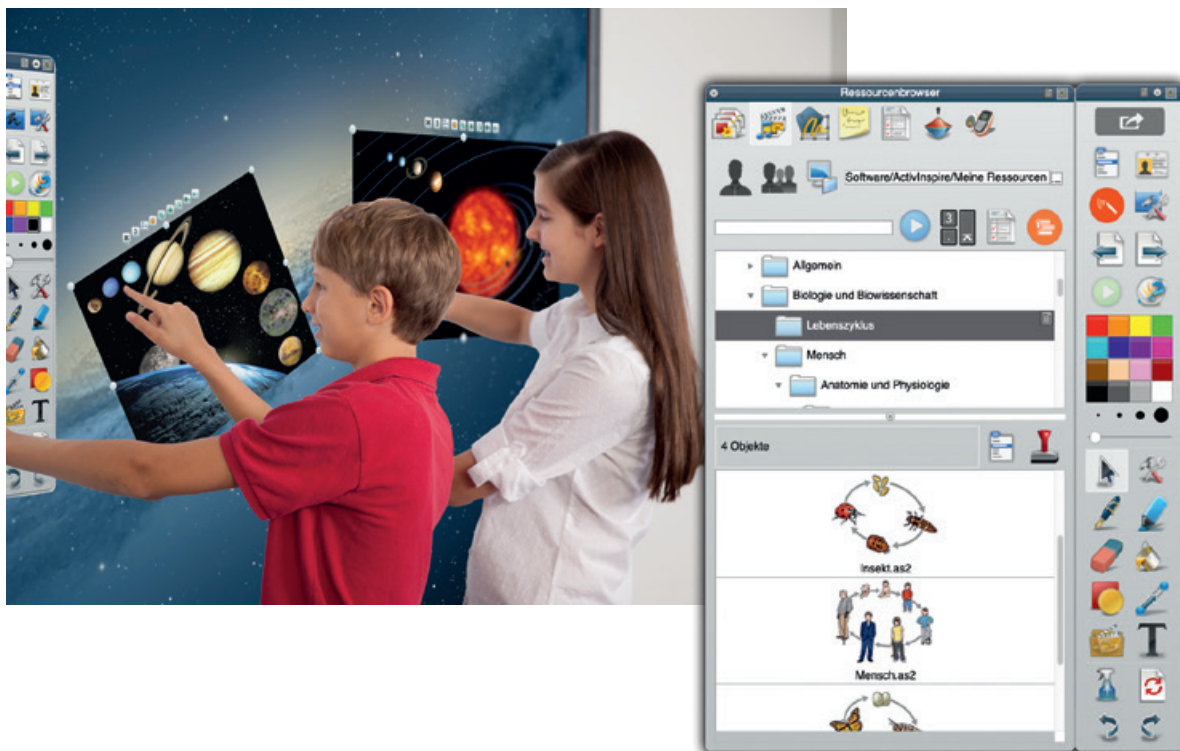 Ressourcenbrowser
Software/ActivInspire/Meine Ressourcen ...
Allgemein
Biologie und Biowissenschaft
Lebenszyklus
Mensch
Anatomie und Physiologie
4 Objekte
Insekt.as2
Mensch.as2